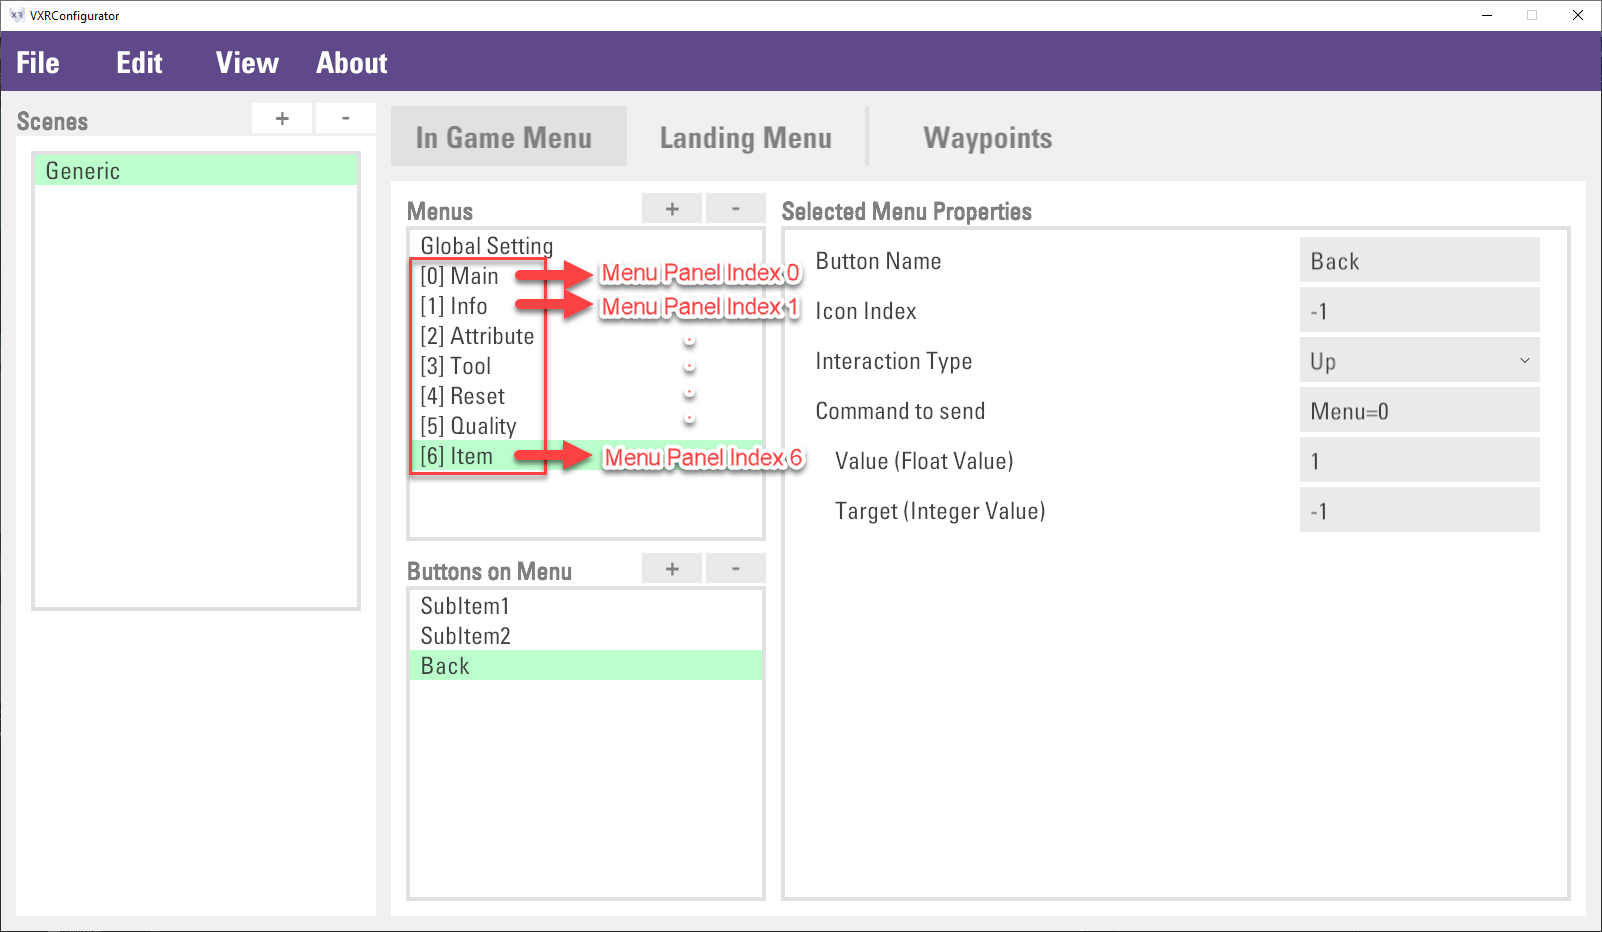 VXRConfigurator
File Edit View About
Scenes + -
Generic
In Game Menu Landing Menu Waypoints
Menus + -
Global Setting
[0] Main Menu Panel Index 0
[1] Info Menu Panel Index 1
[2] Attribute
[3] Tool
[4] Reset
[5] Quality
[6] Item Menu Panel Index 6
Buttons on Menu + -
SubItem1
SubItem2
Back
Selected Menu Properties
Button Name Back
Icon Index -1
Interaction Type Up
Command to send Menu=0
Value (Float Value) 1
Target (Integer Value) -1